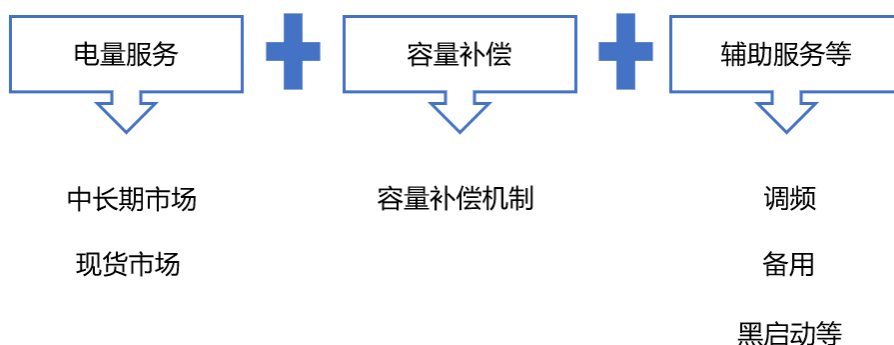 电量服务
容量补偿
辅助服务等
中长期市场
容量补偿机制
调频
现货市场
备用
黑启动等